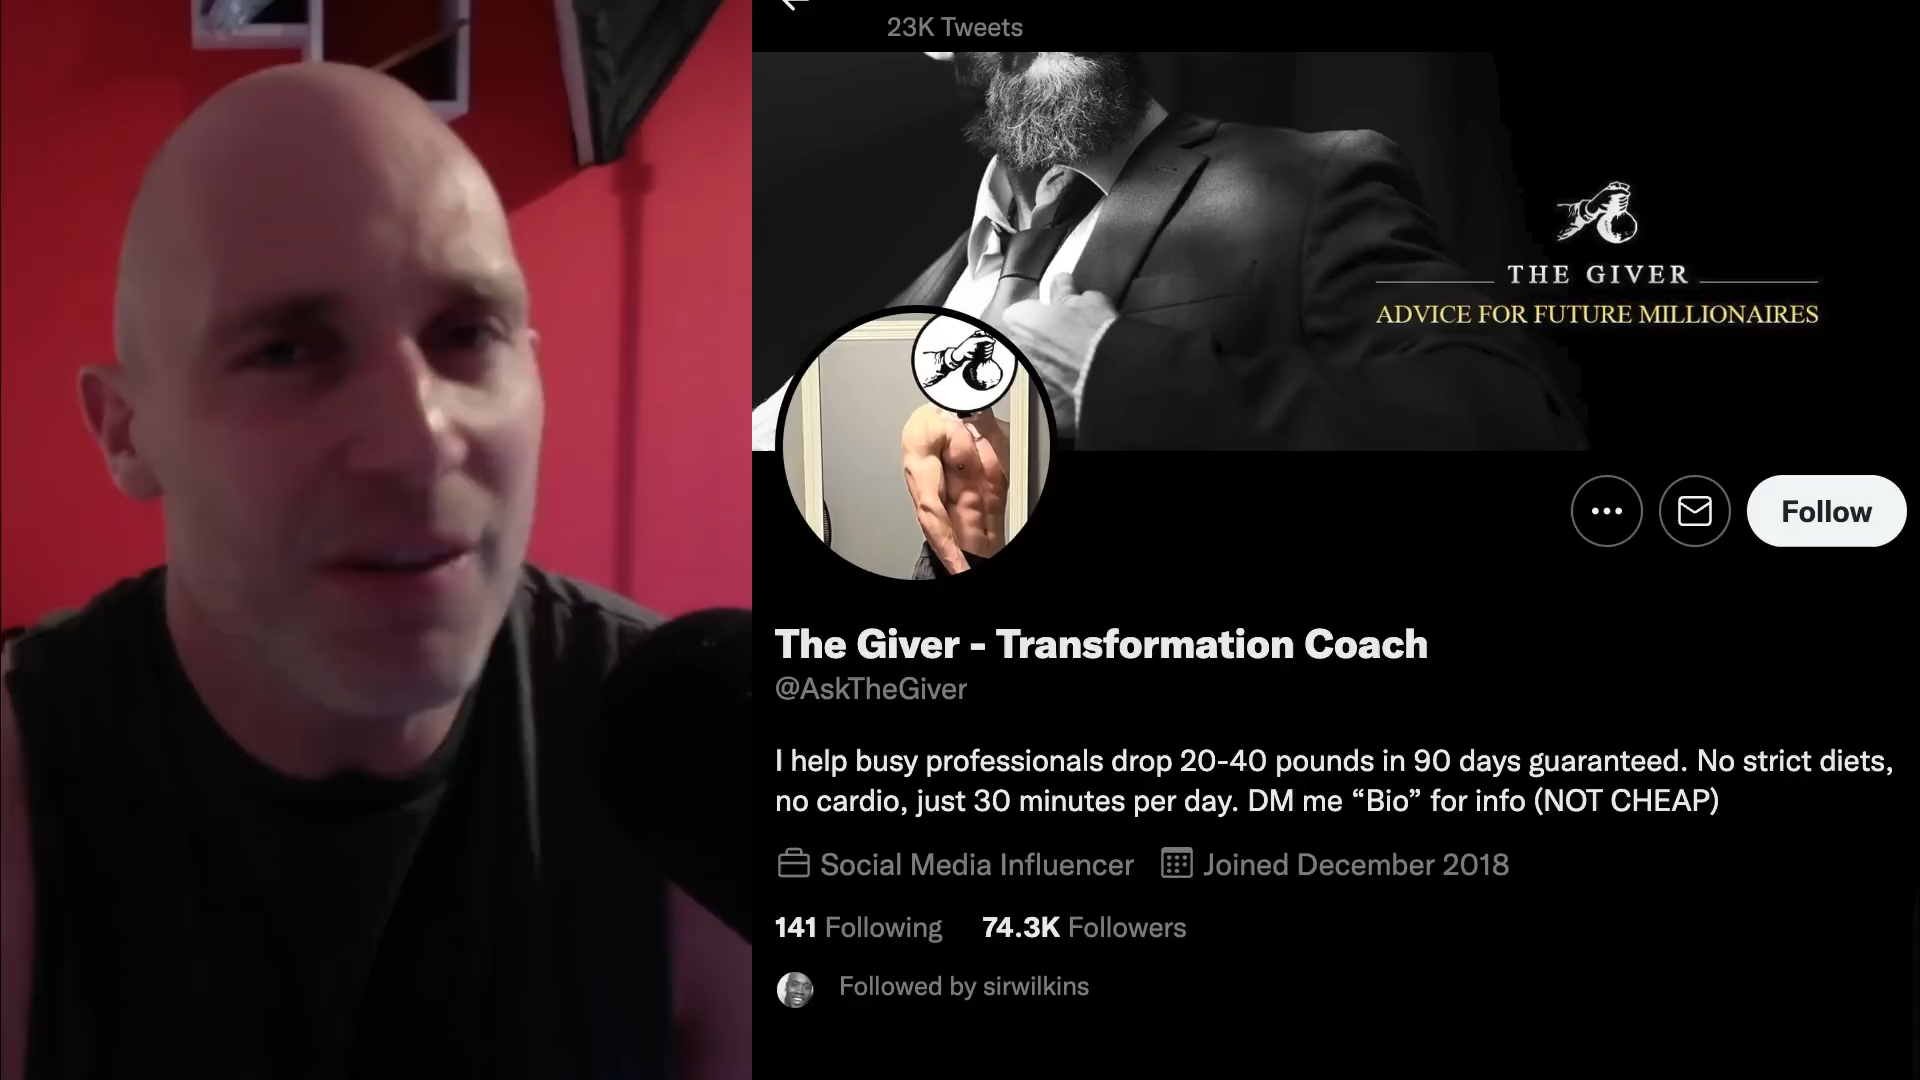 23K Tweets
THE GIVER
ADVICE FOR FUTURE MILLIONAIRES
Follow
The Giver - Transformation Coach
@AskTheGiver
I help busy professionals drop 20-40 pounds in 90 days guaranteed. No strict diets,
no cardio, just 30 minutes per day. DM me “Bio” for info (NOT CHEAP)
Social Media Influencer Joined December 2018
141 Following 74.3K Followers
Followed by sirwilkins